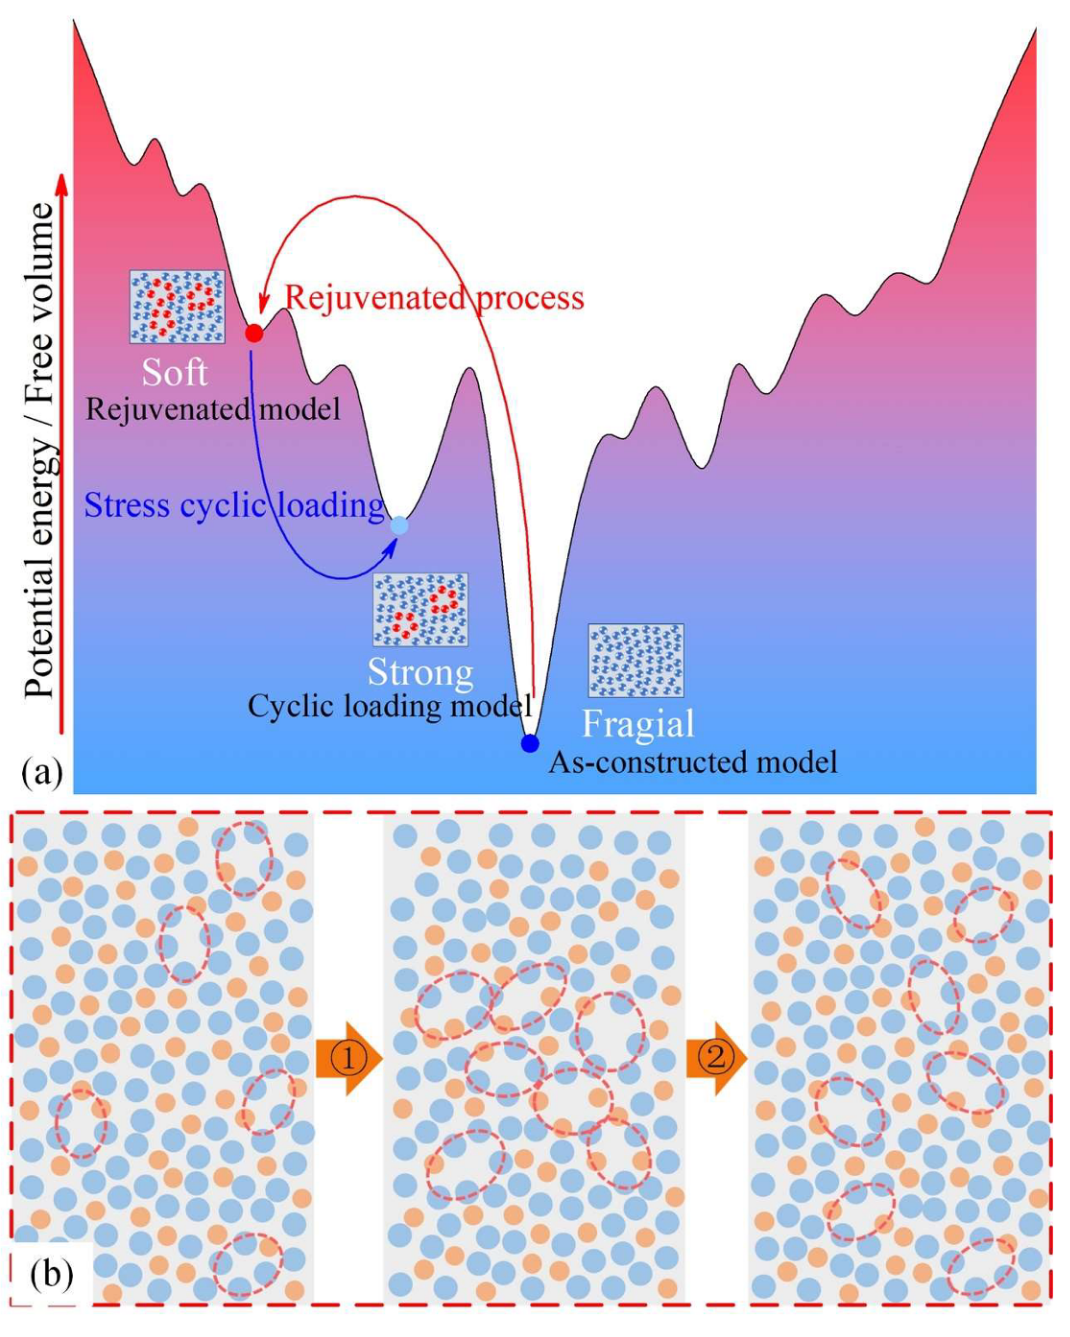 Potential energy / Free volume
Rejuvenated process
Soft
Rejuvenated model
Stress cyclic loading
Strong
Cyclic loading model
Fragial
As-constructed model
(a)
①
②
(b)